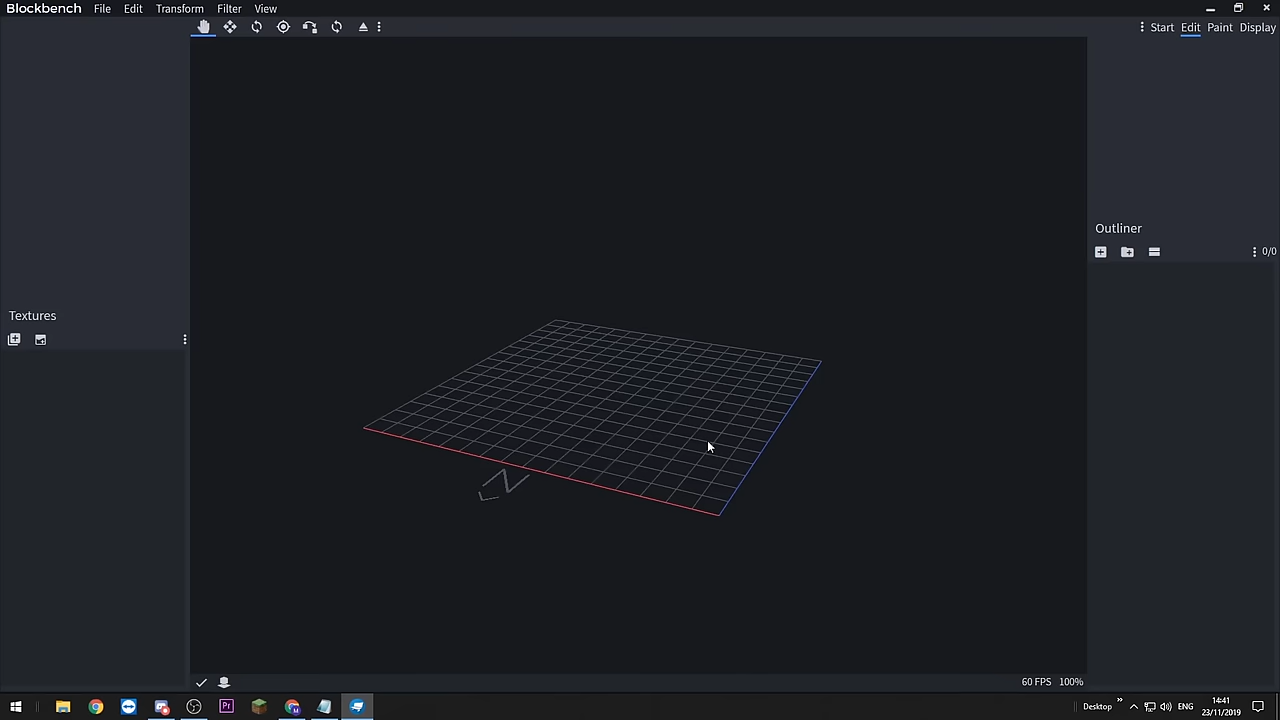 Blockbench File Edit Transform Filter View
Start Edit Paint Display
Outliner
0/0
Textures
N
60 FPS 100%
Pr
Desktop
ENG
14:41
23/11/2019